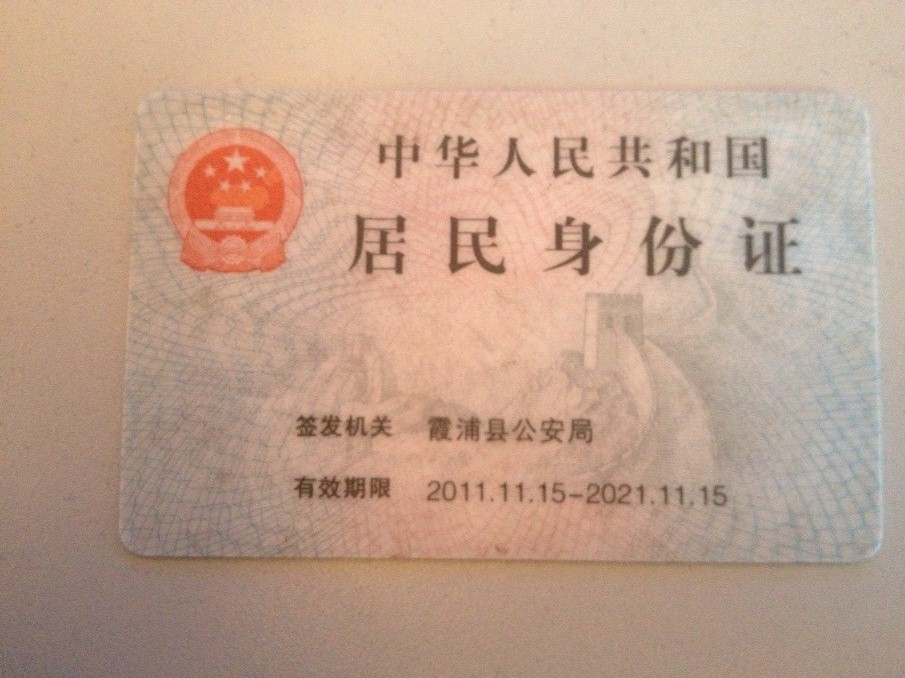 中华人民共和国
居民身份证
签发机关 霞浦县公安局
有效期限 2011.11.15-2021.11.15